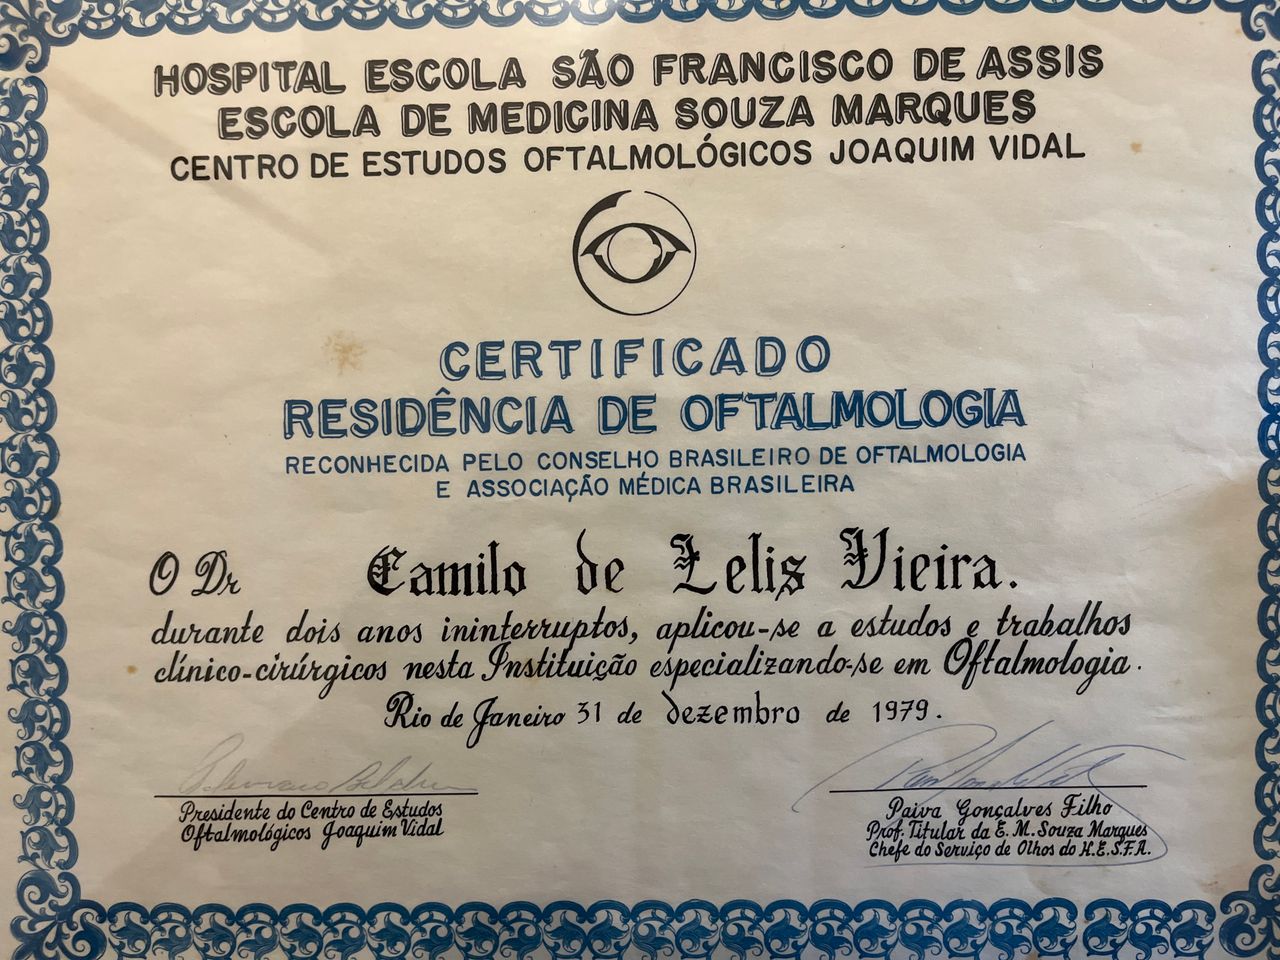 HOSPITAL ESCOLA SÃO FRANCISCO DE ASSIS
ESCOLA DE MEDICINA SOUZA MARQUES
CENTRO DE ESTUDOS OFTALMOLÓGICOS JOAQUIM VIDAL
CERTIFICADO
RESIDÊNCIA DE OFTALMOLOGIA
RECONHECIDA PELO CONSELHO BRASILEIRO DE OFTALMOLOGIA
E ASSOCIAÇÃO MÉDICA BRASILEIRA
O Dr Camilo de Lelis Vieira.
durante dois anos ininterruptos, aplicou-se a estudos e trabalhos
clínico-cirúrgicos nesta Instituição especializando-se em Oftalmologia.
Rio de Janeiro 31 de dezembro de 1979.
Presidente do Centro de Estudos
Oftalmológicos Joaquim Vidal
Paiva Gonçalves Filho
Prof. Titular da E. M. Souza Marques
Chefe do Serviço de Olhos do H.E.S.F.A.